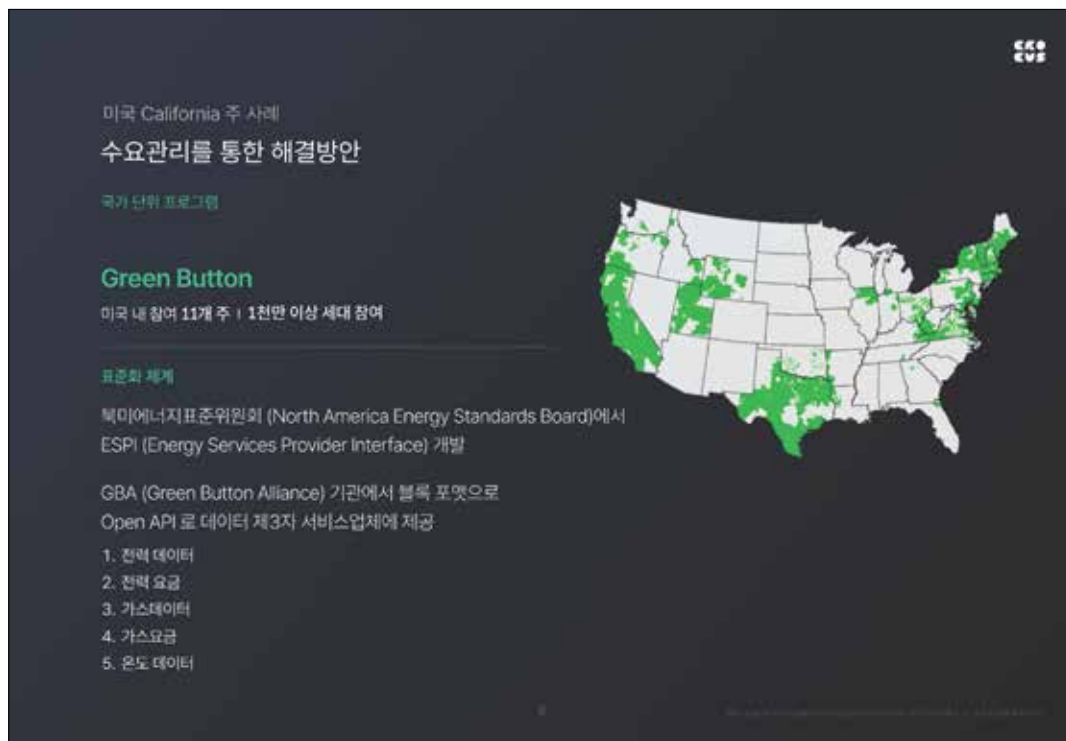 CROCUS
미국 California 주 사례
수요관리를 통한 해결방안
국가 단위 프로그램
Green Button
미국 내 참여 11개 주 | 1천만 이상 세대 참여
표준화 체계
북미에너지표준위원회 (North America Energy Standards Board)에서
ESPI (Energy Services Provider Interface) 개발
GBA (Green Button Alliance) 기관에서 블록 포맷으로
Open API 로 데이터 제3자 서비스업체에 제공
1. 전력 데이터
2. 전력 요금
3. 가스데이터
4. 가스요금
5. 온도 데이터